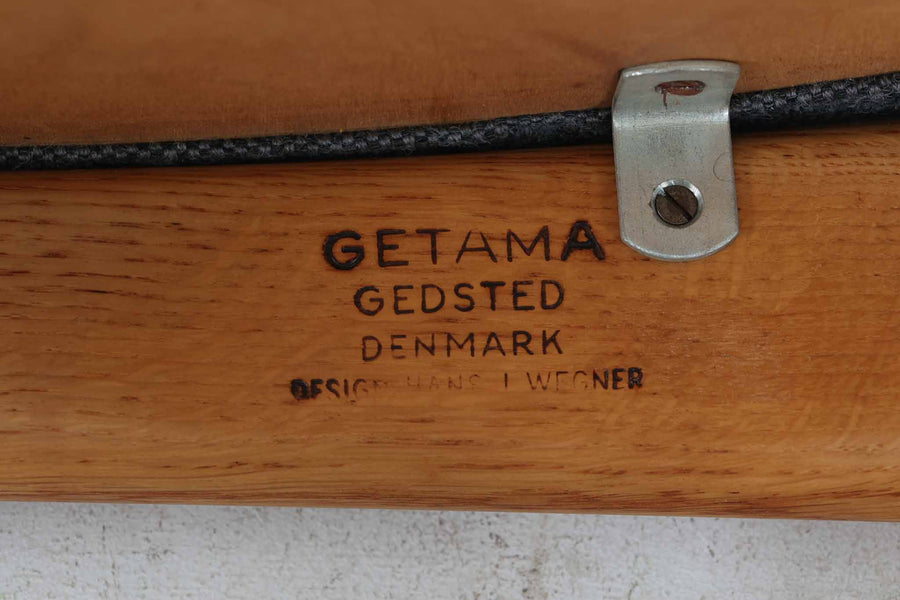 GETAMA
GEDSTED
DENMARK
DESIGN HANS J WEGNER